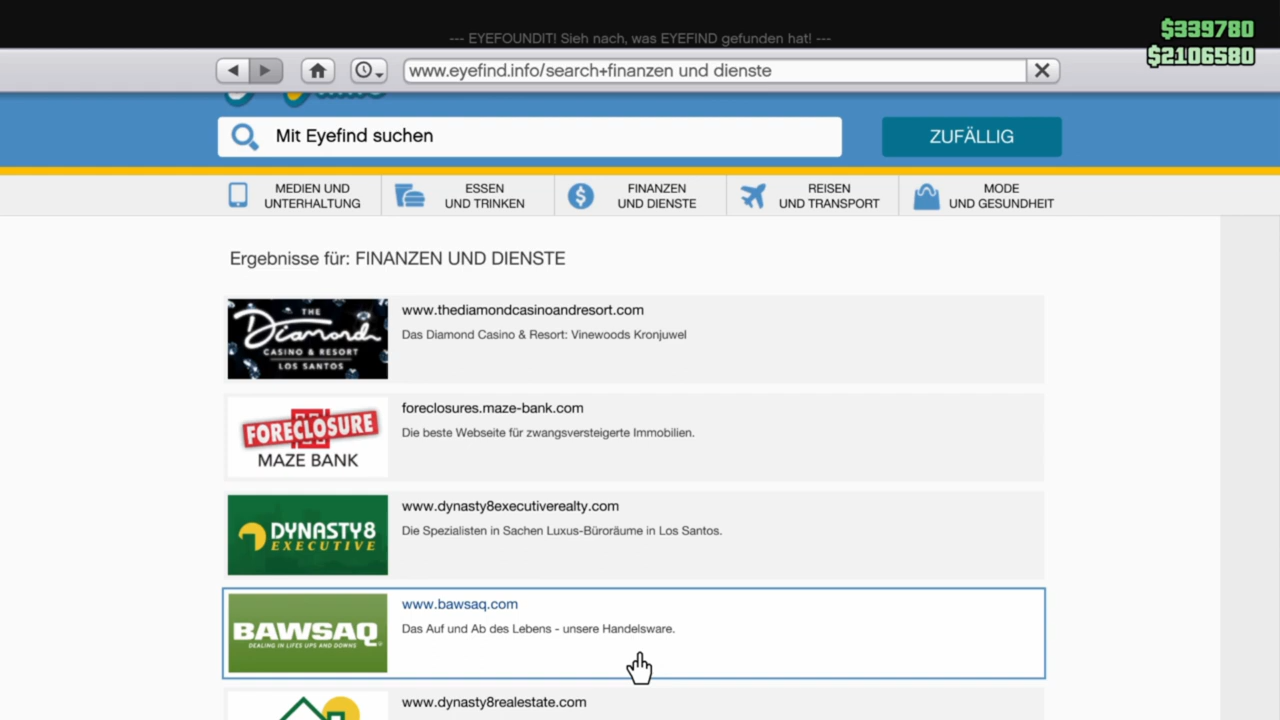 --- EYEFOUNDIT! Sieh nach, was EYEFIND gefunden hat! ---
$339780
$2106580
www.eyefind.info/search+finanzen und dienste
Mit Eyefind suchen
ZUFÄLLIG
MEDIEN UND
UNTERHALTUNG
ESSEN
UND TRINKEN
FINANZEN
UND DIENSTE
REISEN
UND TRANSPORT
MODE
UND GESUNDHEIT
Ergebnisse für: FINANZEN UND DIENSTE
THE
Diamond
CASINO & RESORT
LOS SANTOS
www.thediamondcasinoandresort.com
Das Diamond Casino & Resort: Vinewoods Kronjuwel
FORECLOSURE
MAZE BANK
foreclosures.maze-bank.com
Die beste Webseite für zwangsversteigerte Immobilien.
DYNASTY8
EXECUTIVE
www.dynasty8executiverealty.com
Die Spezialisten in Sachen Luxus-Büroräume in Los Santos.
BAWSAQ
DEALING IN LIFES UPS AND DOWNS
www.bawsaq.com
Das Auf und Ab des Lebens - unsere Handelsware.
www.dynasty8realestate.com